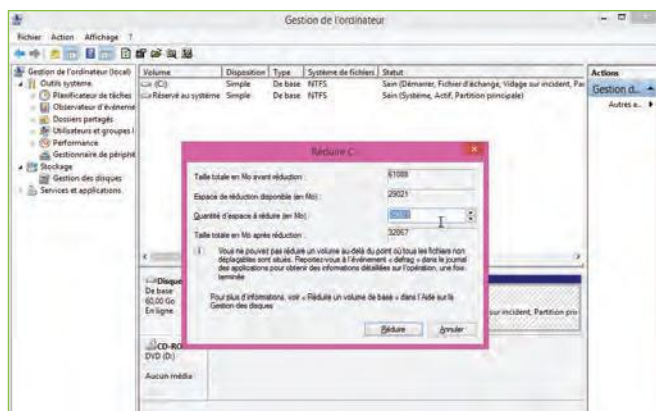 Gestion de l'ordinateur
Fichier Action Affichage ?
Gestion de l'ordinateur (local)
Outils système
Planificateur de tâches
Observateur d'événeme
Dossiers partagés
Utilisateurs et groupes l
Performance
Gestionnaire de périphé
Stockage
Gestion des disques
Services et applications
Volume Disposition Type Système de fichiers Statut
(C:) Simple De base NTFS Sain (Démarrer, Fichier d'échange, Vidage sur incident, Par
Réservé au système Simple De base NTFS Sain (Système, Actif, Partition principale)
Actions
Gestion d...
Autres a...
Réduire C:
Taille totale en Mo avant réduction : 61088
Espace de réduction disponible (en Mo) : 29021
Quantité d'espace à réduire (en Mo) :
Taille totale en Mo après réduction : 32067
Vous ne pouvez pas réduire un volume au-delà du point où tous les fichiers non
déplaçables sont situés. Reportez-vous à l'événement « defrag » dans le journal
des applications pour obtenir des informations détaillées sur l'opération, une fois
terminée.
Pour plus d'informations, voir « Réduire un volume de base » dans l'Aide sur la
Gestion des disques
Réduire Annuler
Disque
De base
60,00 Go
En ligne
sur incident, Partition prin
CD-RO
DVD (D:)
Aucun média